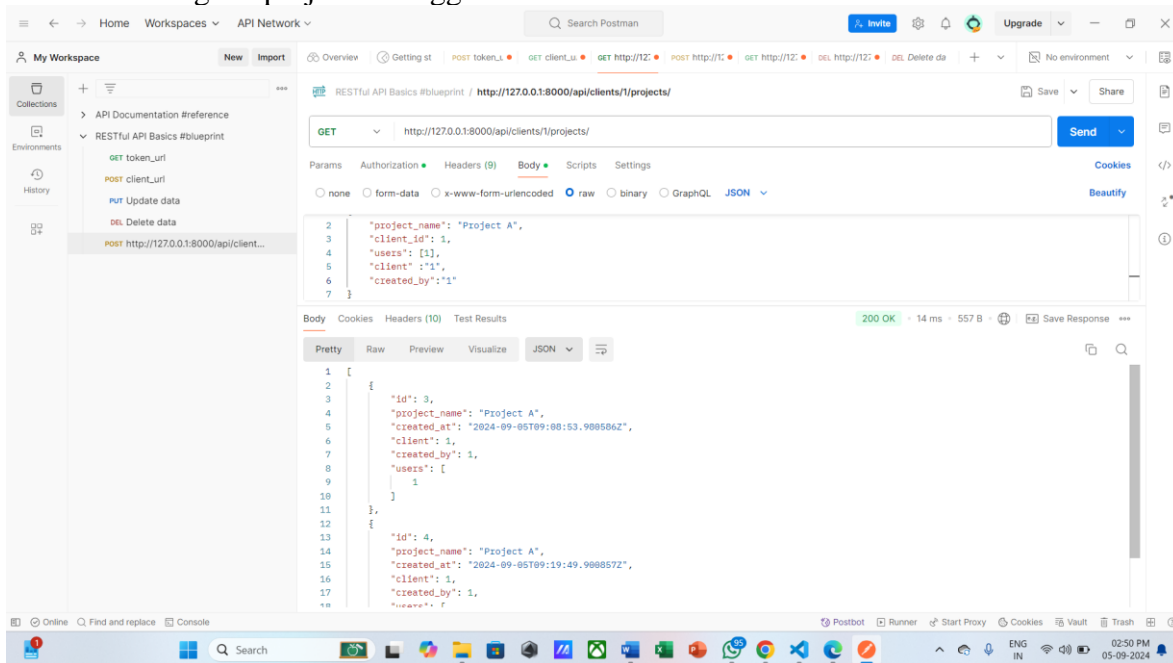 Home Workspaces API Network
Search Postman
Invite
Upgrade
My Workspace
New Import
Overview Getting st POST token_u GET client_u GET http://127 POST http://12 GET http://12 DEL http://127 DEL Delete da
No environment
Collections
Environments
History
API Documentation #reference
RESTful API Basics #blueprint
GET token_url
POST client_url
PUT Update data
DEL Delete data
POST http://127.0.0.1:8000/api/client...
RESTful API Basics #blueprint / http://127.0.0.1:8000/api/clients/1/projects/
Save Share
GET http://127.0.0.1:8000/api/clients/1/projects/
Send
Params Authorization Headers (9) Body Scripts Settings
Cookies
none form-data x-www-form-urlencoded raw binary GraphQL JSON
Beautify
2 "project_name": "Project A",
3 "client_id": 1,
4 "users": [1],
5 "client" :"1",
6 "created_by":"1"
7 }
Body Cookies Headers (10) Test Results
200 OK 14 ms 557 B Save Response
Pretty Raw Preview Visualize JSON
1 [
2 {
3 "id": 3,
4 "project_name": "Project A",
5 "created_at": "2024-09-05T09:08:53.980586Z",
6 "client": 1,
7 "created_by": 1,
8 "users": [
9 1
10 ]
11 },
12 {
13 "id": 4,
14 "project_name": "Project A",
15 "created_at": "2024-09-05T09:19:49.900857Z",
16 "client": 1,
17 "created_by": 1,
18 "users": [
Online Find and replace Console
Postbot Runner Start Proxy Cookies Vault Trash
Search
ENG
IN
02:50 PM
05-09-2024